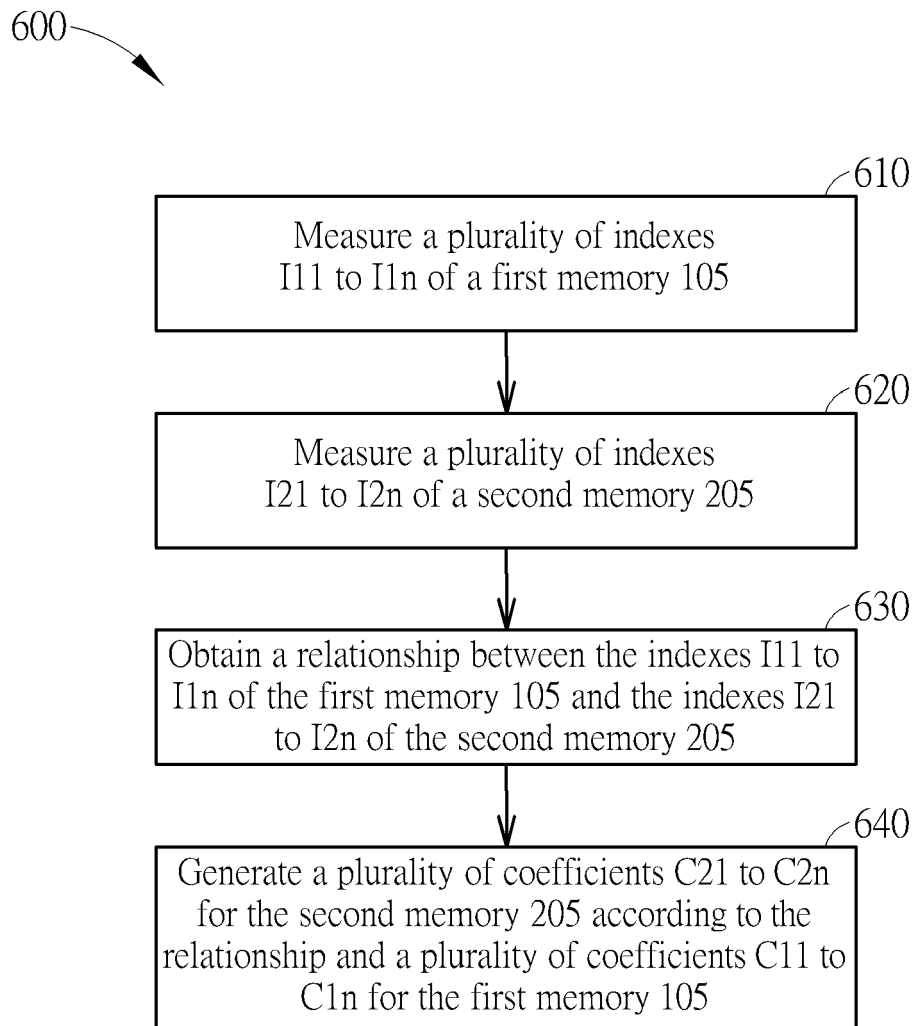 600
610
Measure a plurality of indexes
I11 to I1n of a first memory 105
620
Measure a plurality of indexes
I21 to I2n of a second memory 205
630
Obtain a relationship between the indexes I11 to
I1n of the first memory 105 and the indexes I21
to I2n of the second memory 205
640
Generate a plurality of coefficients C21 to C2n
for the second memory 205 according to the
relationship and a plurality of coefficients C11 to
C1n for the first memory 105